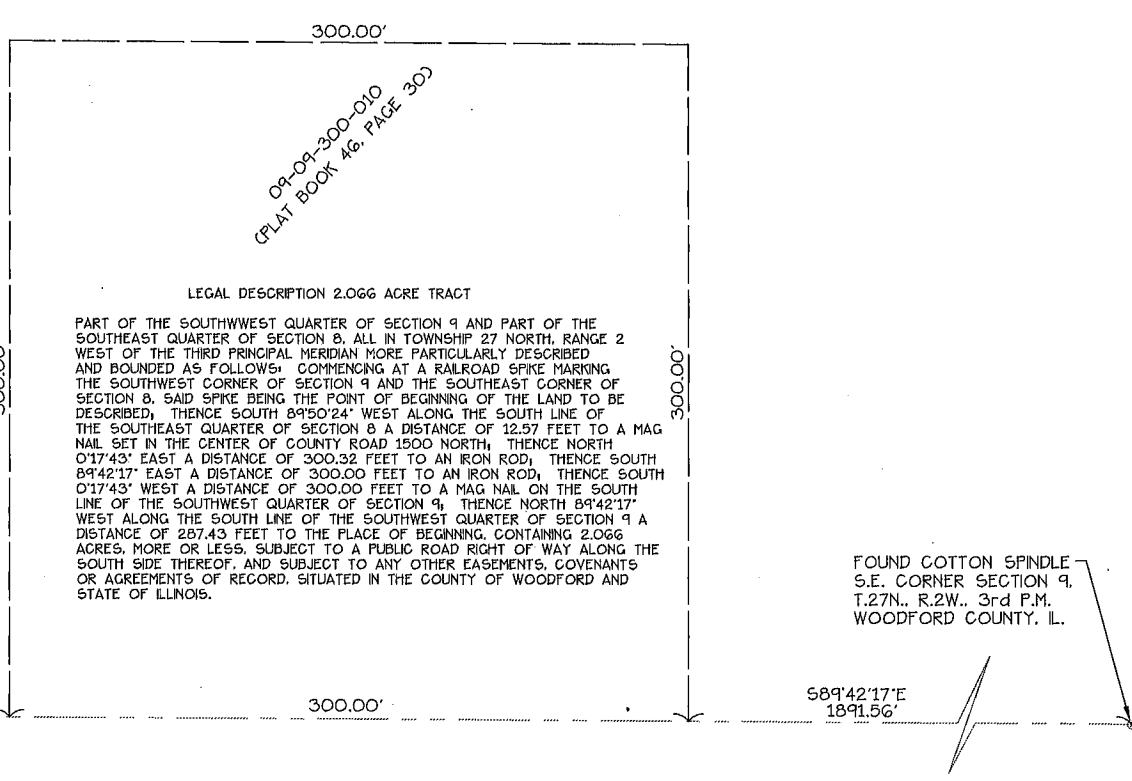 300.00'
09-09-300-010
(PLAT BOOK 46, PAGE 30)
LEGAL DESCRIPTION 2.066 ACRE TRACT
PART OF THE SOUTHWWEST QUARTER OF SECTION 9 AND PART OF THE
SOUTHEAST QUARTER OF SECTION 8, ALL IN TOWNSHIP 27 NORTH, RANGE 2
WEST OF THE THIRD PRINCIPAL MERIDIAN MORE PARTICULARLY DESCRIBED
AND BOUNDED AS FOLLOWS: COMMENCING AT A RAILROAD SPIKE MARKING
THE SOUTHWEST CORNER OF SECTION 9 AND THE SOUTHEAST CORNER OF
SECTION 8, SAID SPIKE BEING THE POINT OF BEGINNING OF THE LAND TO BE
DESCRIBED; THENCE SOUTH 89°50'24" WEST ALONG THE SOUTH LINE OF
THE SOUTHEAST QUARTER OF SECTION 8 A DISTANCE OF 12.57 FEET TO A MAG
NAIL SET IN THE CENTER OF COUNTY ROAD 1500 NORTH; THENCE NORTH
0°17'43" EAST A DISTANCE OF 300.32 FEET TO AN IRON ROD; THENCE SOUTH
89°42'17" EAST A DISTANCE OF 300.00 FEET TO AN IRON ROD; THENCE SOUTH
0°17'43" WEST A DISTANCE OF 300.00 FEET TO A MAG NAIL ON THE SOUTH
LINE OF THE SOUTHWEST QUARTER OF SECTION 9; THENCE NORTH 89°42'17"
WEST ALONG THE SOUTH LINE OF THE SOUTHWEST QUARTER OF SECTION 9 A
DISTANCE OF 287.43 FEET TO THE PLACE OF BEGINNING, CONTAINING 2.066
ACRES, MORE OR LESS, SUBJECT TO A PUBLIC ROAD RIGHT OF WAY ALONG THE
SOUTH SIDE THEREOF, AND SUBJECT TO ANY OTHER EASEMENTS, COVENANTS
OR AGREEMENTS OF RECORD, SITUATED IN THE COUNTY OF WOODFORD AND
STATE OF ILLINOIS.
300.00'
300.00'
FOUND COTTON SPINDLE
S.E. CORNER SECTION 9,
T.27N., R.2W., 3rd P.M.
WOODFORD COUNTY, IL.
S89°42'17"E
1891.56'